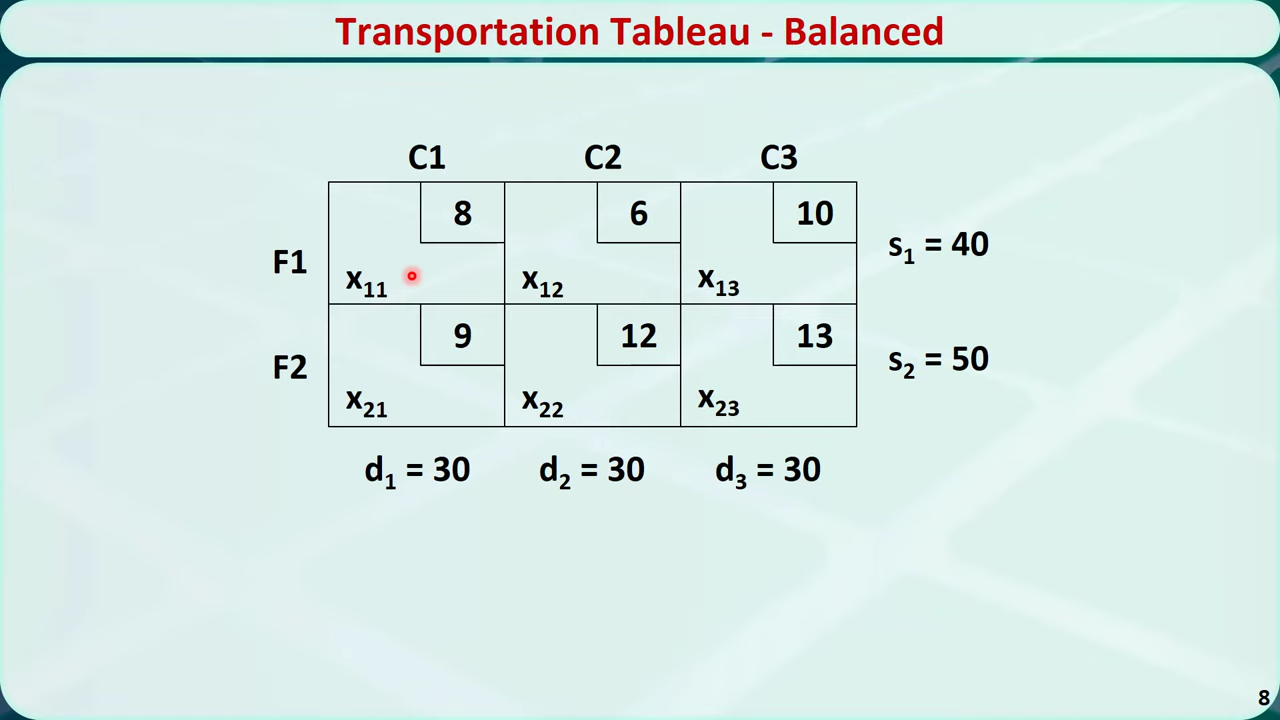 Transportation Tableau - Balanced
C1 C2 C3
8 6 10
F1 x₁₁ x₁₂ x₁₃ s₁ = 40
9 12 13
F2 x₂₁ x₂₂ x₂₃ s₂ = 50
d₁ = 30 d₂ = 30 d₃ = 30
8